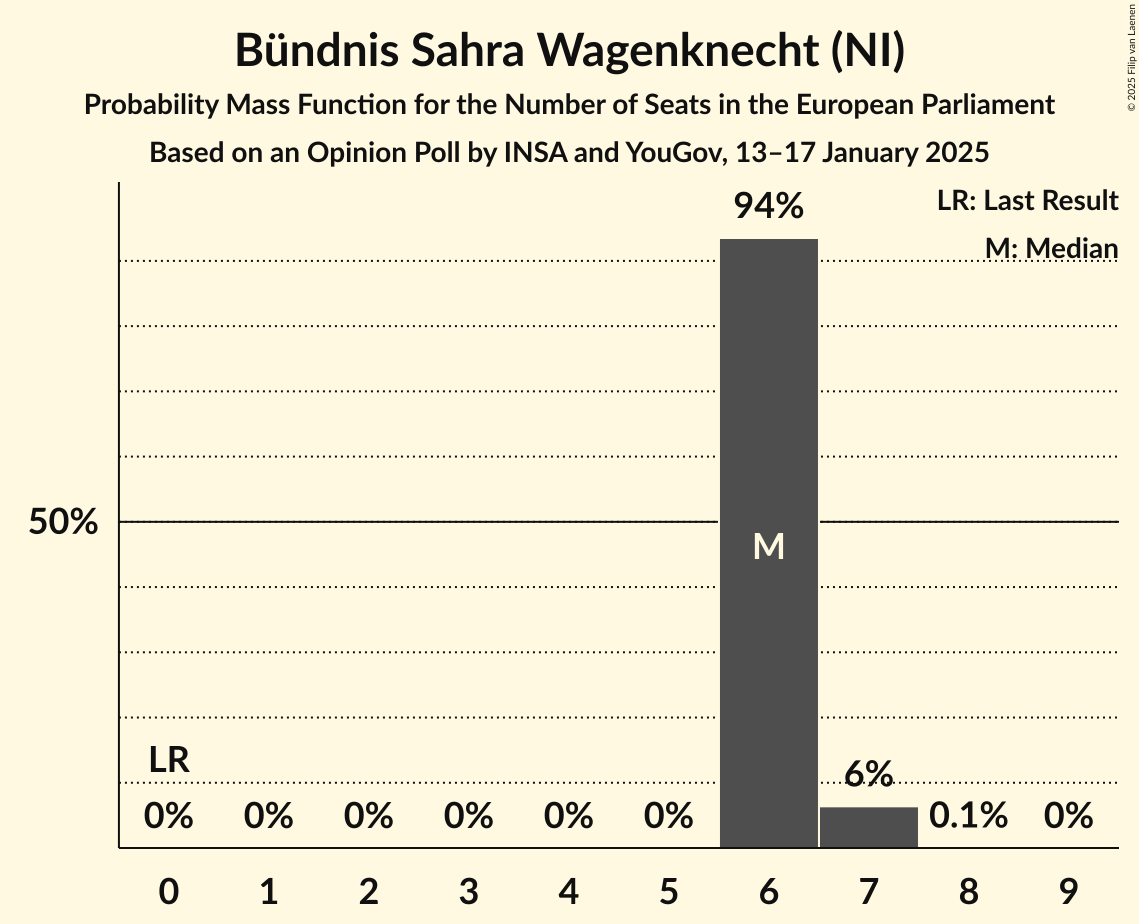 Bündnis Sahra Wagenknecht (NI)
Probability Mass Function for the Number of Seats in the European Parliament
Based on an Opinion Poll by INSA and YouGov, 13–17 January 2025
© 2025 Filip van Laenen
LR: Last Result
M: Median
94%
50%
M
LR
6%
0% 0% 0% 0% 0% 0% 0.1% 0%
0 1 2 3 4 5 6 7 8 9